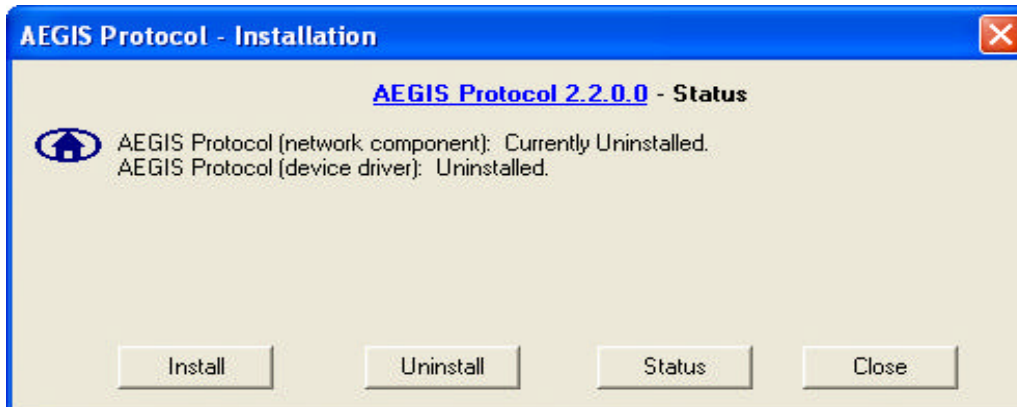 AEGIS Protocol - Installation
AEGIS Protocol 2.2.0.0 - Status
AEGIS Protocol (network component):  Currently Uninstalled.
AEGIS Protocol (device driver):  Uninstalled.
Install Uninstall Status Close